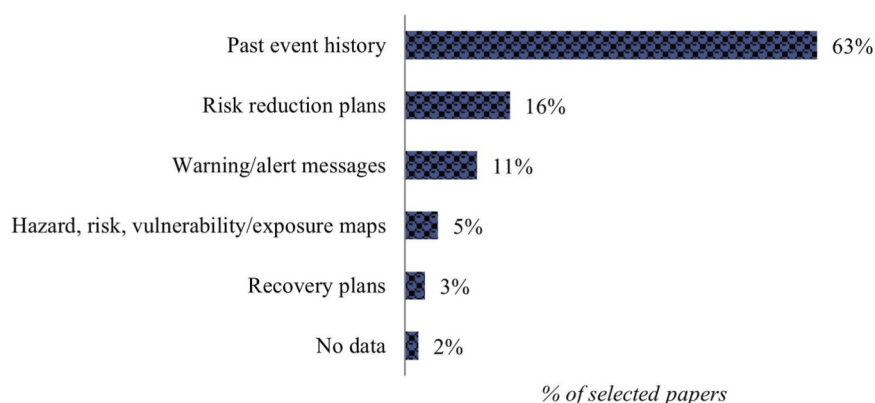 Past event history 63%
Risk reduction plans 16%
Warning/alert messages 11%
Hazard, risk, vulnerability/exposure maps 5%
Recovery plans 3%
No data 2%
% of selected papers